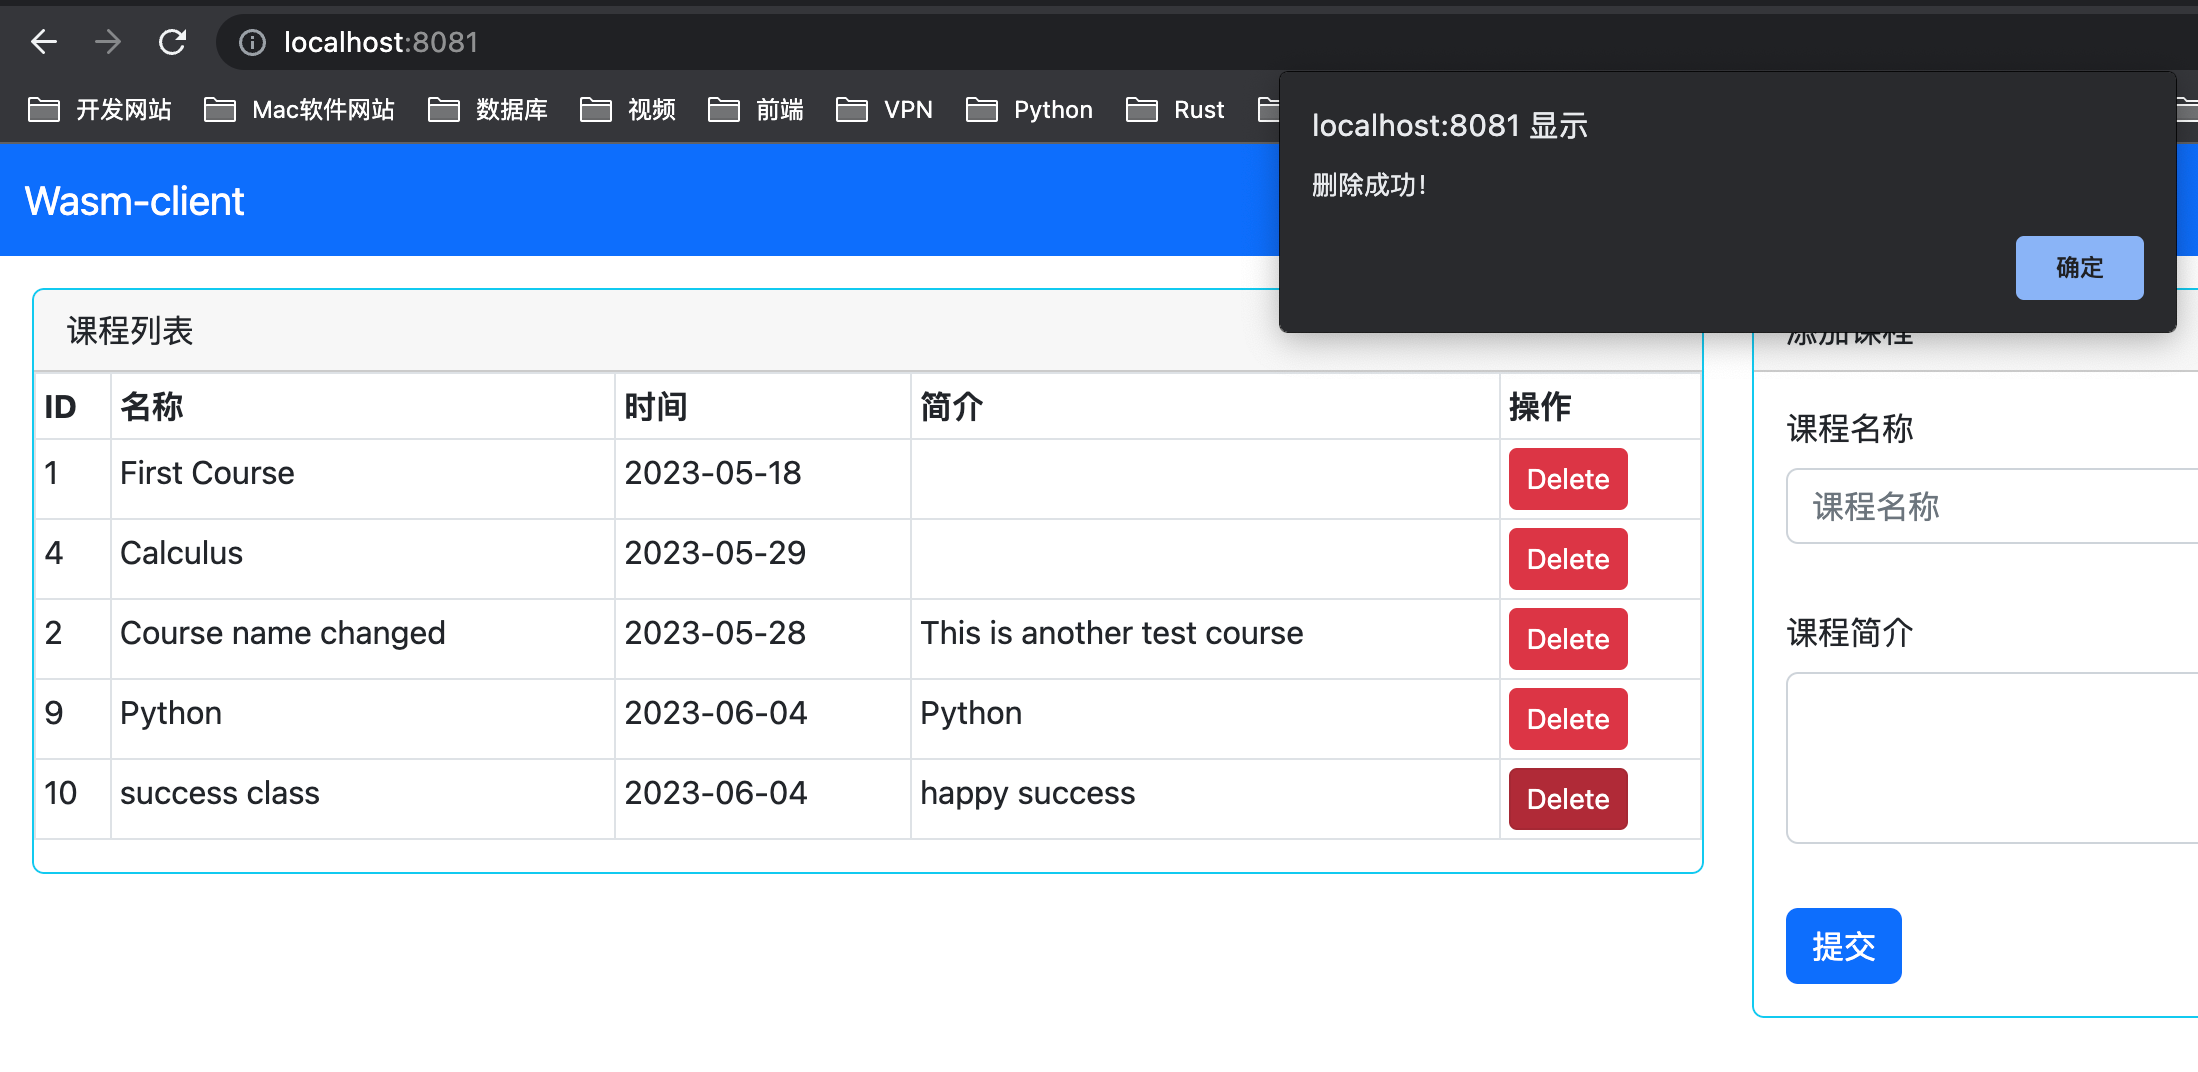 localhost:8081
开发网站 Mac软件网站 数据库 视频 前端 VPN Python Rust
localhost:8081 显示
删除成功!
确定
Wasm-client
课程列表
ID 名称 时间 简介 操作
1 First Course 2023-05-18 Delete
4 Calculus 2023-05-29 Delete
2 Course name changed 2023-05-28 This is another test course Delete
9 Python 2023-06-04 Python Delete
10 success class 2023-06-04 happy success Delete
添加课程
课程名称
课程名称
课程简介
提交